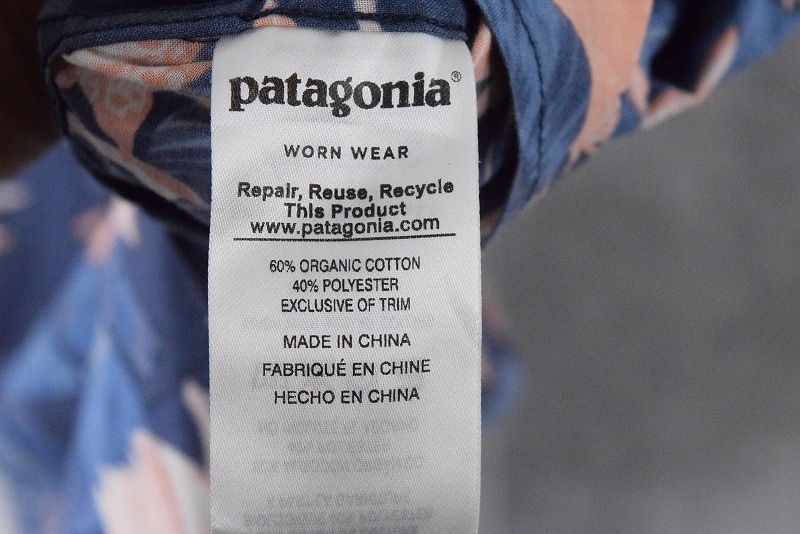 patagonia®
WORN WEAR
Repair, Reuse, Recycle
This Product
www.patagonia.com
60% ORGANIC COTTON
40% POLYESTER
EXCLUSIVE OF TRIM
MADE IN CHINA
FABRIQUÉ EN CHINE
HECHO EN CHINA